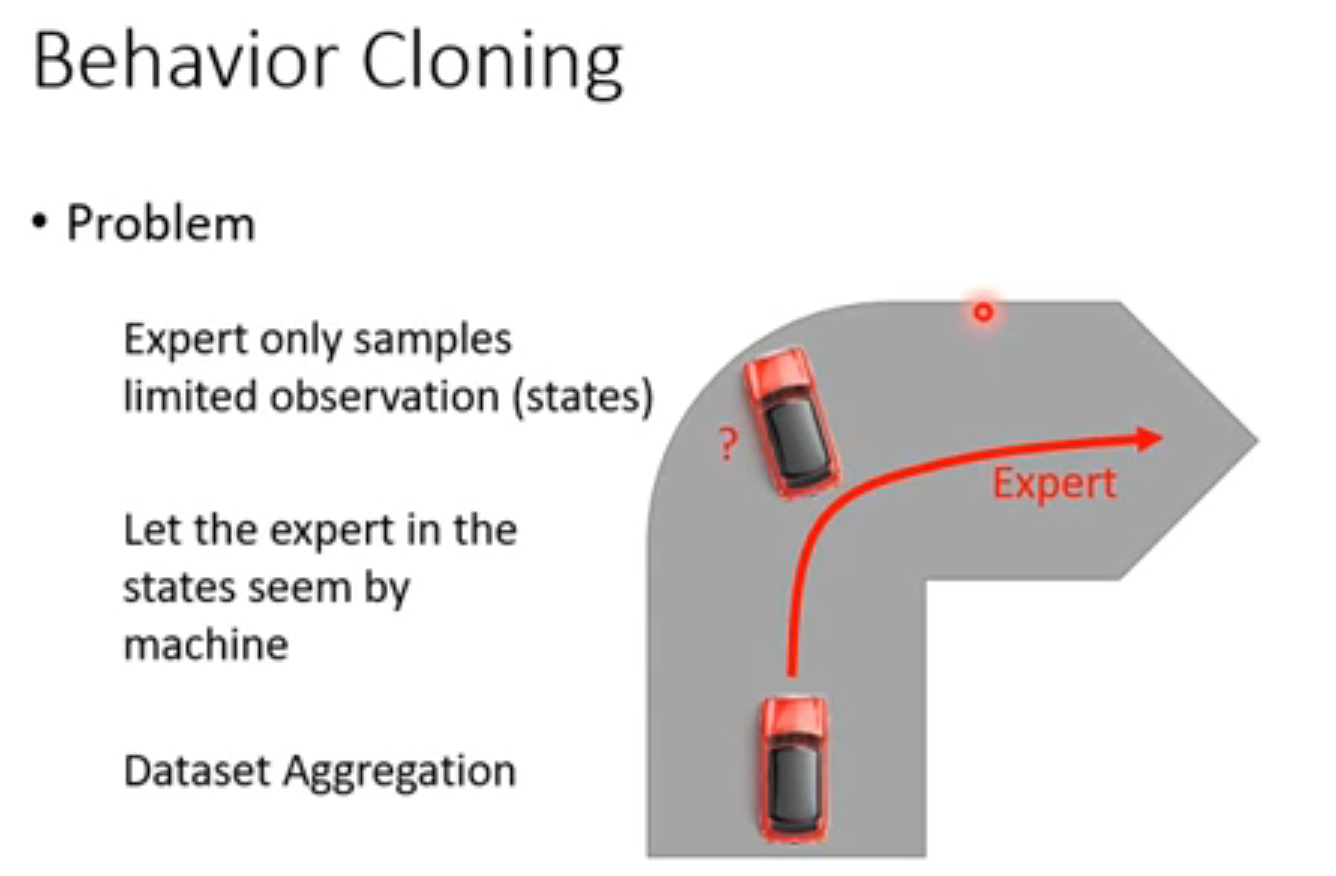 Behavior Cloning
• Problem
Expert only samples
limited observation (states)
Let the expert in the
states seem by
machine
Dataset Aggregation
?
Expert